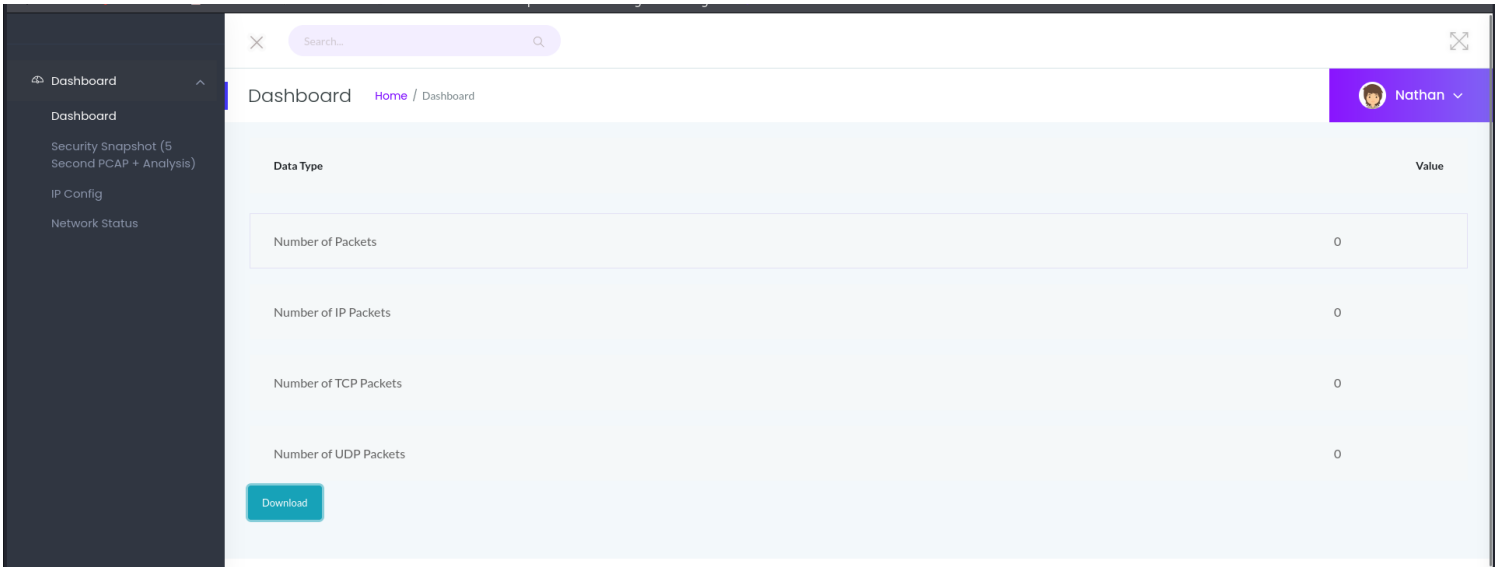 Search...
Dashboard
Dashboard
Security Snapshot (5
Second PCAP + Analysis)
IP Config
Network Status
Dashboard Home / Dashboard
Nathan
Data Type Value
Number of Packets 0
Number of IP Packets 0
Number of TCP Packets 0
Number of UDP Packets 0
Download